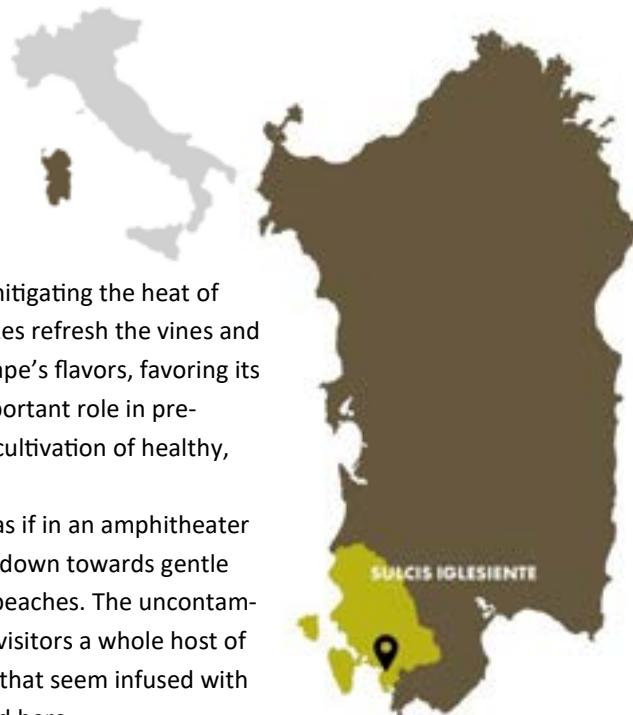 nitigating the heat of
es refresh the vines and
ape's flavors, favoring its
portant role in pre-
cultivation of healthy,
as if in an amphitheater
down towards gentle
beaches. The uncontam-
visitors a whole host of
that seem infused with
SULCIS IGLESIENTE